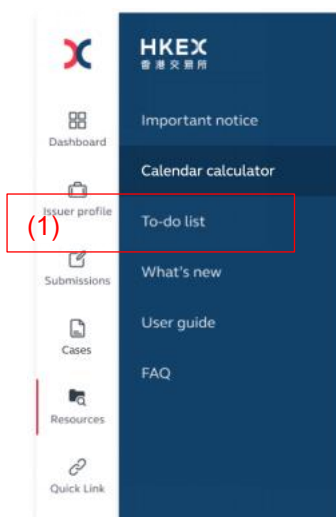 HKEX
香港交易所
Dashboard
Issuer profile
Submissions
Cases
Resources
Quick Link
Important notice
Calendar calculator
To-do list
What's new
User guide
FAQ
(1)